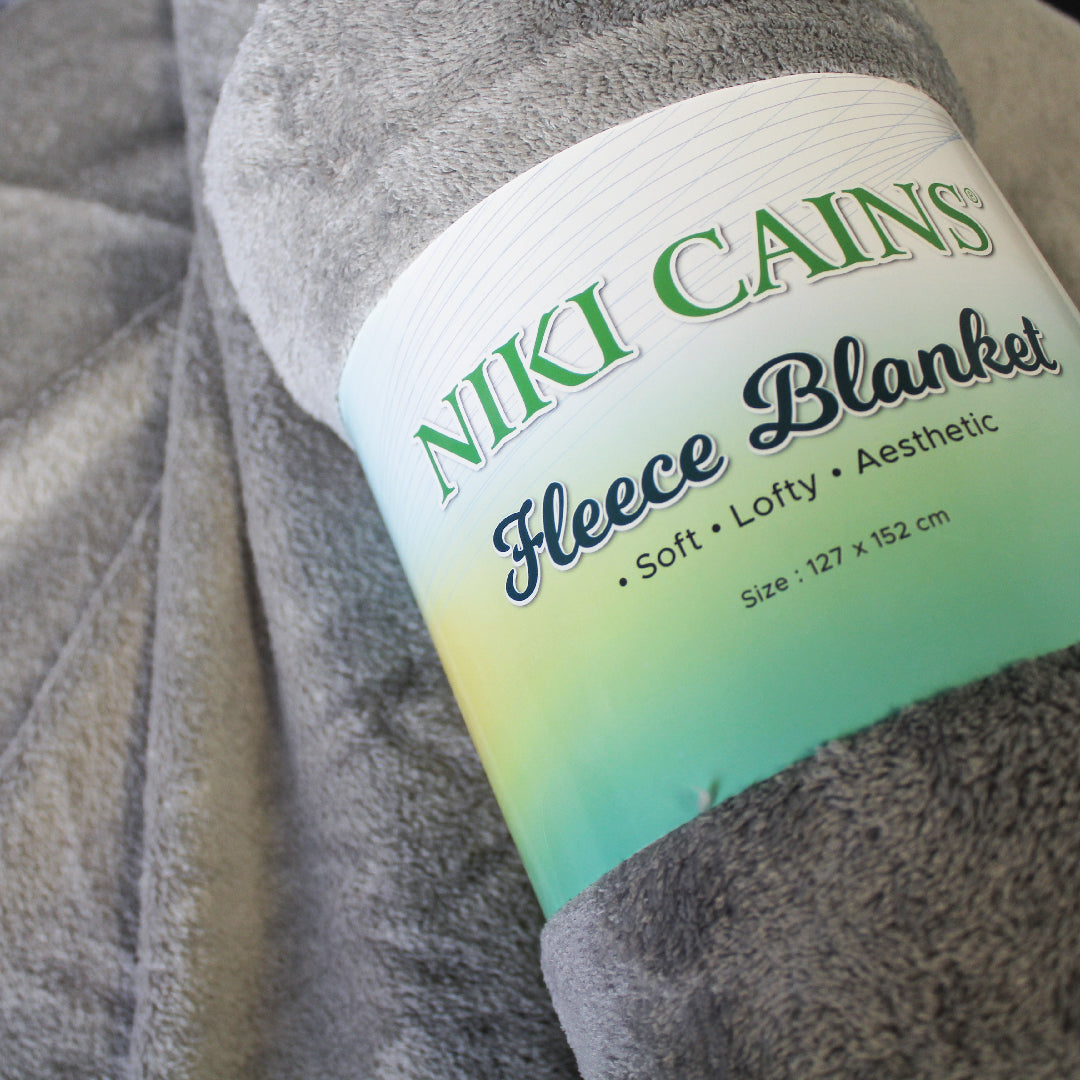 NIKI CAINS®
Fleece Blanket
• Soft • Lofty • Aesthetic
Size : 127 x 152 cm